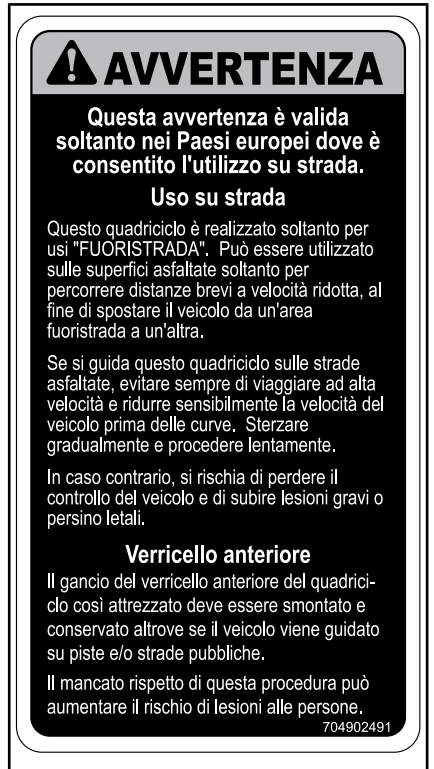 AVVERTENZA
Questa avvertenza è valida
soltanto nei Paesi europei dove è
consentito l'utilizzo su strada.
Uso su strada
Questo quadriciclo è realizzato soltanto per
usi "FUORISTRADA". Può essere utilizzato
sulle superfici asfaltate soltanto per
percorrere distanze brevi a velocità ridotta, al
fine di spostare il veicolo da un'area
fuoristrada a un'altra.
Se si guida questo quadriciclo sulle strade
asfaltate, evitare sempre di viaggiare ad alta
velocità e ridurre sensibilmente la velocità del
veicolo prima delle curve. Sterzare
gradualmente e procedere lentamente.
In caso contrario, si rischia di perdere il
controllo del veicolo e di subire lesioni gravi o
persino letali.
Verricello anteriore
Il gancio del verricello anteriore del quadrici-
clo così attrezzato deve essere smontato e
conservato altrove se il veicolo viene guidato
su piste e/o strade pubbliche.
Il mancato rispetto di questa procedura può
aumentare il rischio di lesioni alle persone.
704902491